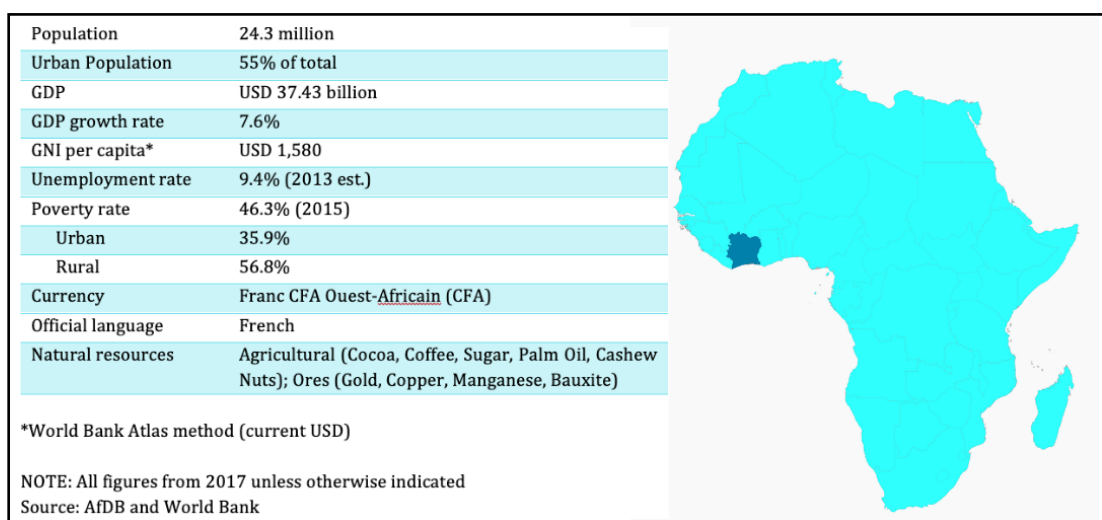 Population 24.3 million
Urban Population 55% of total
GDP USD 37.43 billion
GDP growth rate 7.6%
GNI per capita* USD 1,580
Unemployment rate 9.4% (2013 est.)
Poverty rate 46.3% (2015)
Urban 35.9%
Rural 56.8%
Currency Franc CFA Ouest-Africain (CFA)
Official language French
Natural resources Agricultural (Cocoa, Coffee, Sugar, Palm Oil, Cashew
Nuts); Ores (Gold, Copper, Manganese, Bauxite)
*World Bank Atlas method (current USD)
NOTE: All figures from 2017 unless otherwise indicated
Source: AfDB and World Bank